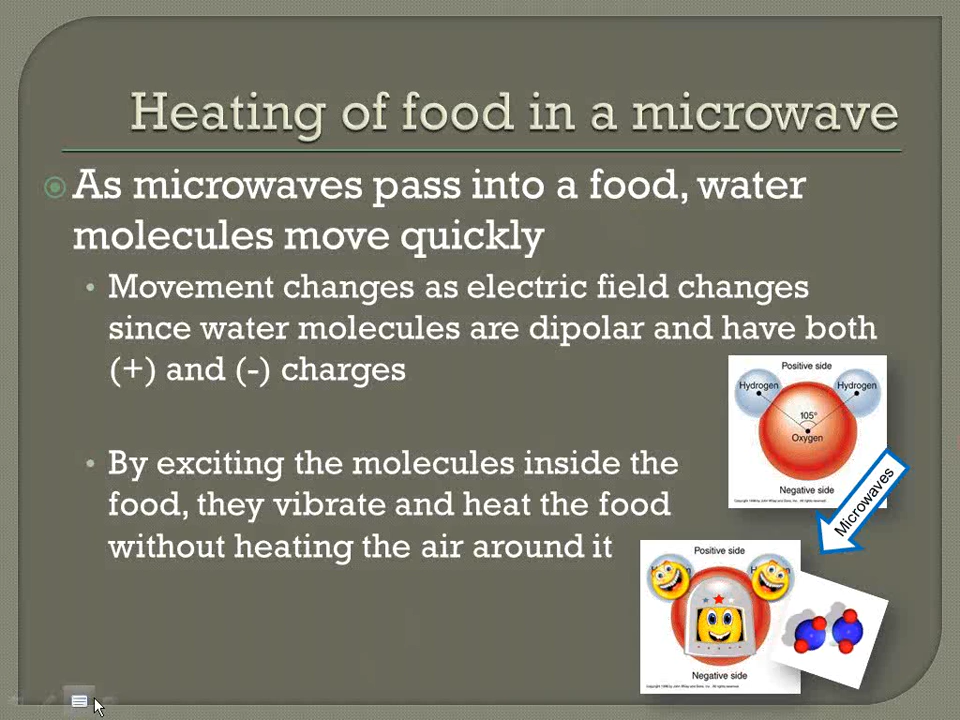 Heating of food in a microwave
As microwaves pass into a food, water
molecules move quickly
Movement changes as electric field changes
since water molecules are dipolar and have both
(+) and (-) charges
By exciting the molecules inside the
food, they vibrate and heat the food
without heating the air around it
Positive side
Hydrogen
Hydrogen
105°
Oxygen
Negative side
Microwaves
Positive side
Negative side